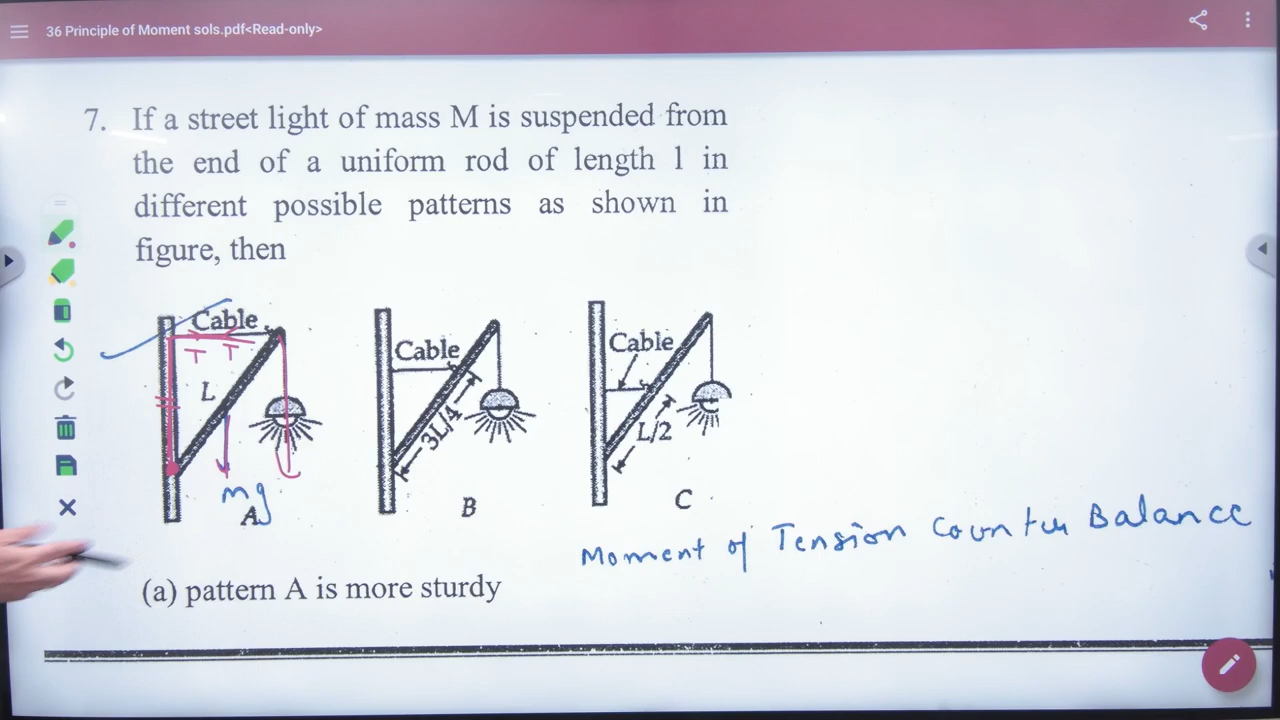 36 Principle of Moment sols.pdf<Read-only>
7. If a street light of mass M is suspended from
the end of a uniform rod of length l in
different possible patterns as shown in
figure, then
Cable
T T
L
mg
A
Cable
3L/4
B
Cable
L/2
C
Moment of Tension Counter Balance
(a) pattern A is more sturdy